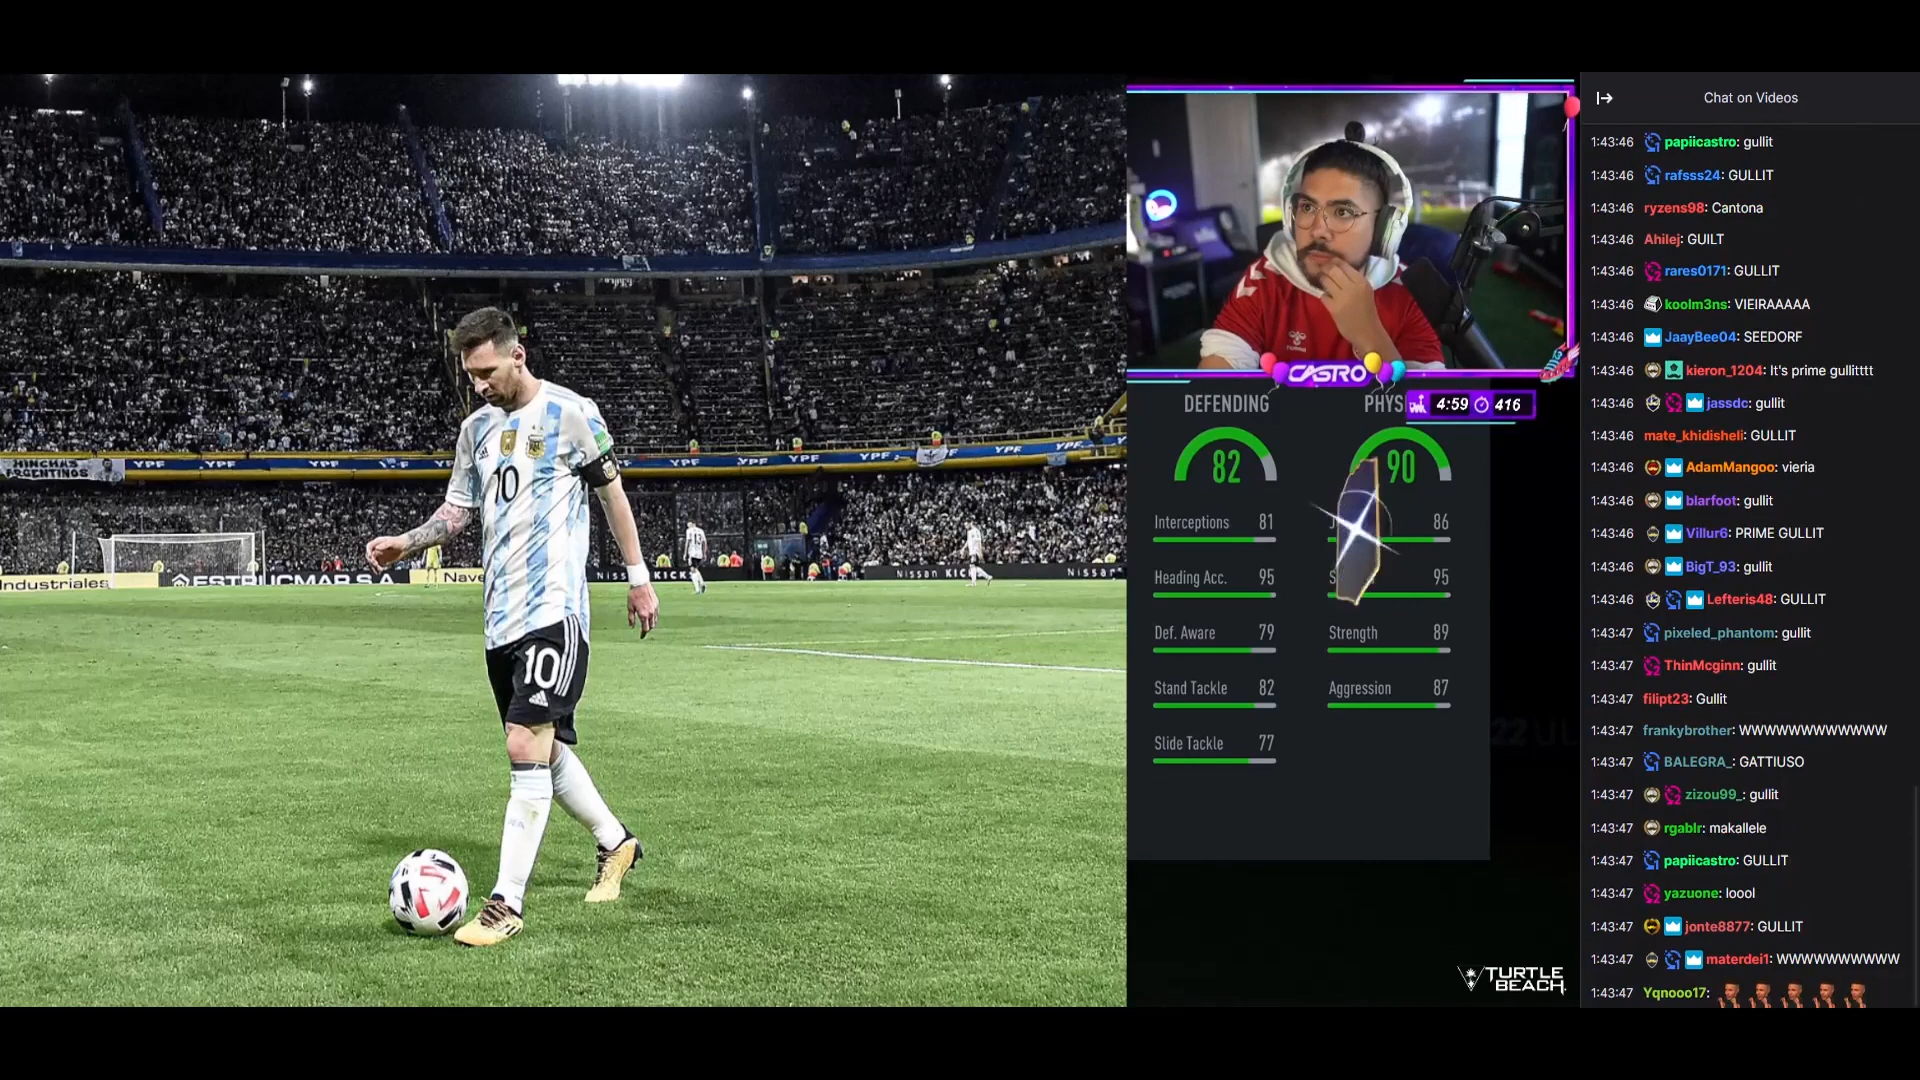 HINCHAS
ARGENTINOS
YPF
YPF
YPF
YPF
YPF
YPF
YPF
10
10
13
Industriales
ESTRUCMAR S.A.
Nave
Nissan KICKS
Nissan
CASTRO
4:59 416
DEFENDING
82
Interceptions 81
Heading Acc. 95
Def. Aware 79
Stand Tackle 82
Slide Tackle 77
PHYS
90
J 86
S 95
Strength 89
Aggression 87
22
TURTLE
BEACH
Chat on Videos
1:43:46 papiicastro: gullit
1:43:46 rafsss24: GULLIT
1:43:46 ryzens98: Cantona
1:43:46 Ahilej: GUILT
1:43:46 rares0171: GULLIT
1:43:46 koolm3ns: VIEIRAAAAA
1:43:46 JaayBee04: SEEDORF
1:43:46 kieron_1204: It's prime gullitttt
1:43:46 jassdc: gullit
1:43:46 mate_khidisheli: GULLIT
1:43:46 AdamMangoo: vieria
1:43:46 blarfoot: gullit
1:43:46 Villur6: PRIME GULLIT
1:43:46 BigT_93: gullit
1:43:46 Lefteris48: GULLIT
1:43:47 pixeled_phantom: gullit
1:43:47 ThinMcginn: gullit
1:43:47 filipt23: Gullit
1:43:47 frankybrother: WWWWWWWWWWWW
1:43:47 BALEGRA_: GATTIUSO
1:43:47 zizou99_: gullit
1:43:47 rgablr: makallele
1:43:47 papiicastro: GULLIT
1:43:47 yazuone: loool
1:43:47 jonte8877: GULLIT
1:43:47 materdei1: WWWWWWWWWW
1:43:47 Yqnooo17: